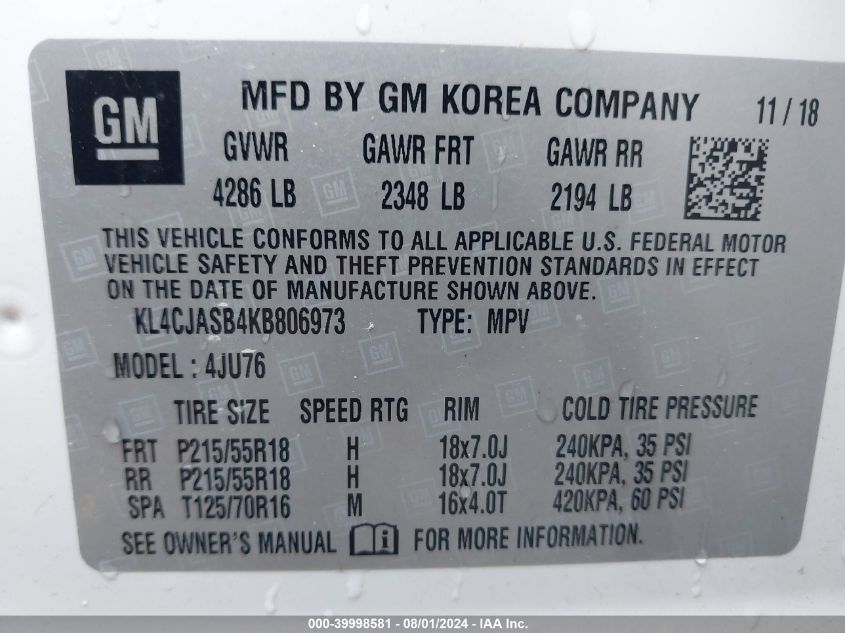 GM MFD BY GM KOREA COMPANY 11 / 18
GVWR GAWR FRT GAWR RR
4286 LB 2348 LB 2194 LB
THIS VEHICLE CONFORMS TO ALL APPLICABLE U.S. FEDERAL MOTOR
VEHICLE SAFETY AND THEFT PREVENTION STANDARDS IN EFFECT
ON THE DATE OF MANUFACTURE SHOWN ABOVE.
KL4CJASB4KB806973 TYPE: MPV
MODEL : 4JU76
TIRE SIZE SPEED RTG RIM COLD TIRE PRESSURE
FRT P215/55R18 H 18x7.0J 240KPA, 35 PSI
RR P215/55R18 H 18x7.0J 240KPA, 35 PSI
SPA T125/70R16 M 16x4.0T 420KPA, 60 PSI
SEE OWNER'S MANUAL FOR MORE INFORMATION.
000-39998581 - 08/01/2024 - IAA Inc.